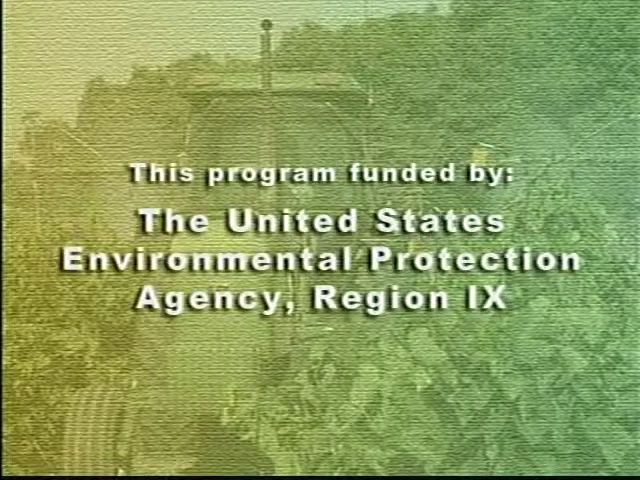 This program funded by:
The United States
Environmental Protection
Agency, Region IX